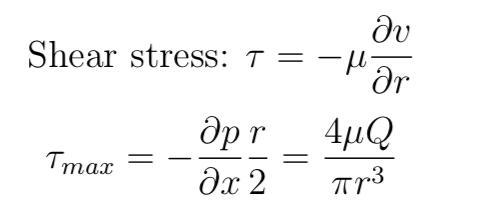 Shear stress: τ = −μ ∂v/∂r
τ_max = − ∂p/∂x r/2 = 4μQ/πr³